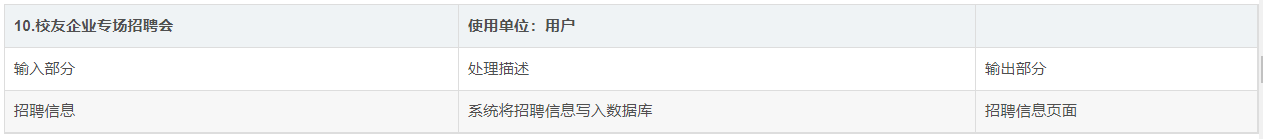 10.校友企业专场招聘会 使用单位：用户
输入部分 处理描述 输出部分
招聘信息 系统将招聘信息写入数据库 招聘信息页面